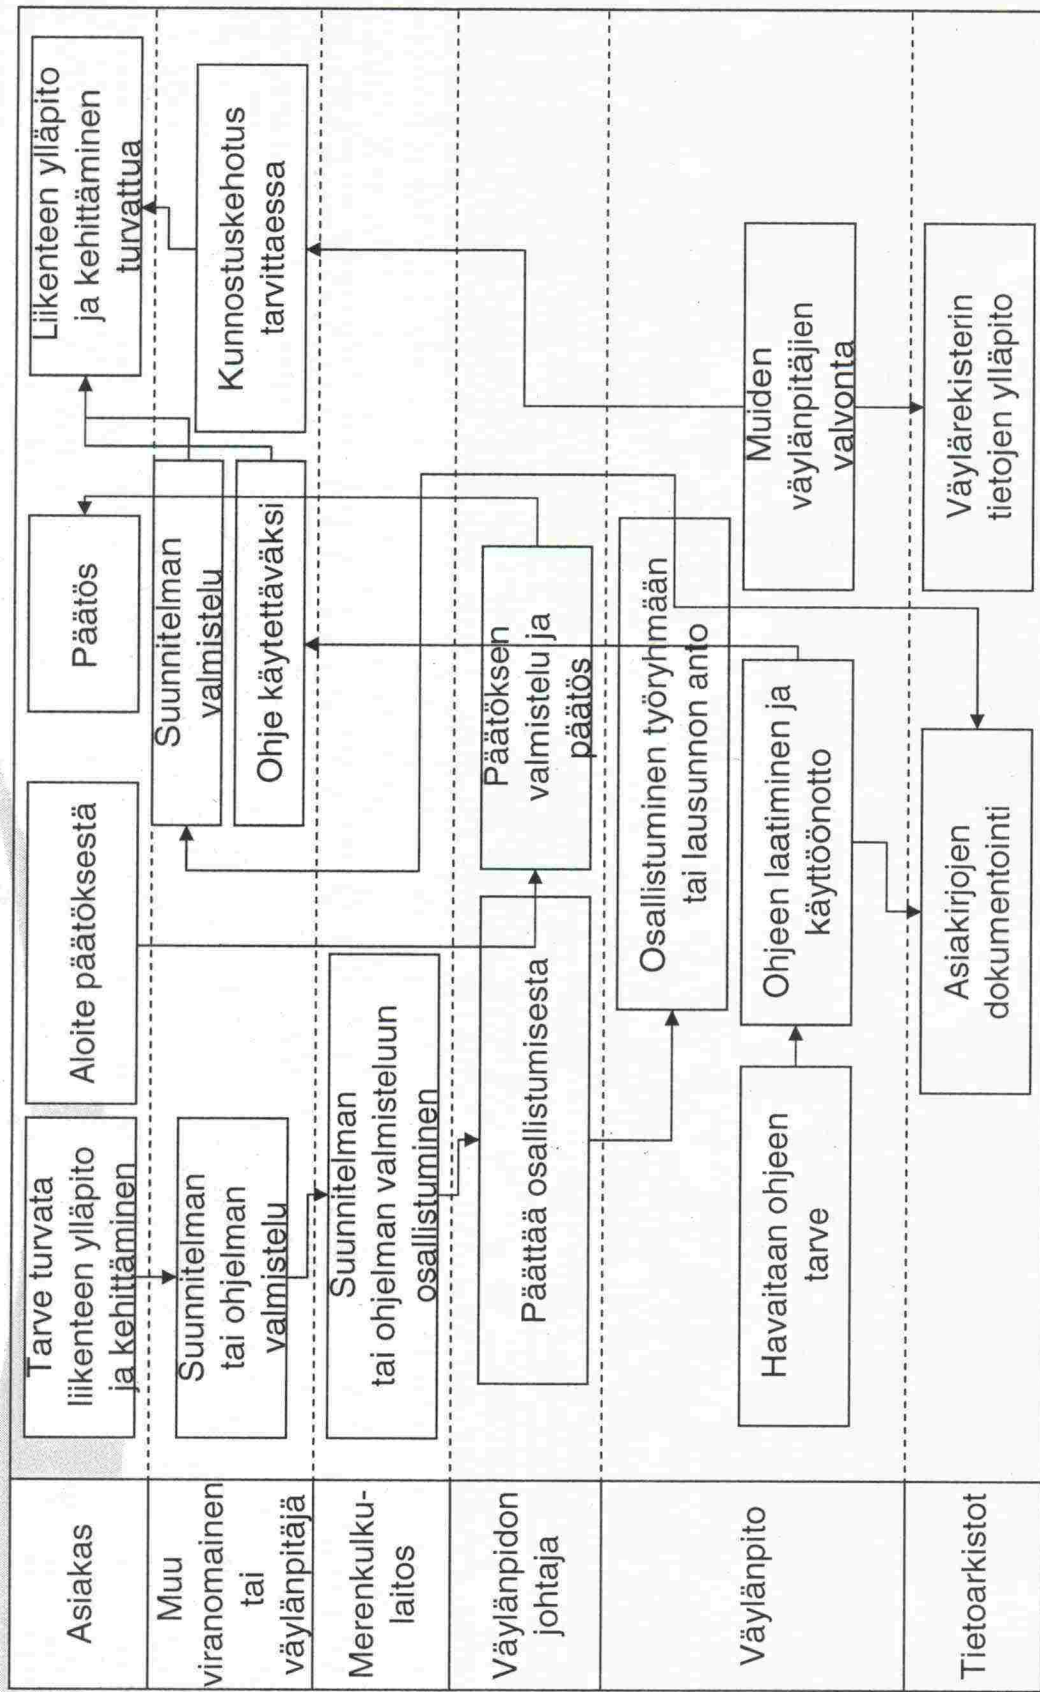 Asiakas
Tarve turvata
liikenteen ylläpito
ja kehittäminen
Aloite päätöksestä
Päätös
Liikenteen ylläpito
ja kehittäminen
turvattua
Muu
viranomainen
tai
väylänpitäjä
Suunnitelman
tai ohjelman
valmistelu
Suunnitelman
valmistelu
Ohje käytettäväksi
Kunnostuskehotus
tarvittaessa
Merenkulku-
laitos
Suunnitelman
tai ohjelman valmisteluun
osallistuminen
Väylänpidon
johtaja
Päättää osallistumisesta
Päätöksen
valmistelu ja
päätös
Väylänpito
Osallistuminen työryhmään
tai lausunnon anto
Havaitaan ohjeen
tarve
Ohjeen laatiminen ja
käyttöönotto
Muiden
väylänpitäjien
valvonta
Tietoarkistot
Asiakirjojen
dokumentointi
Väylärekisterin
tietojen ylläpito